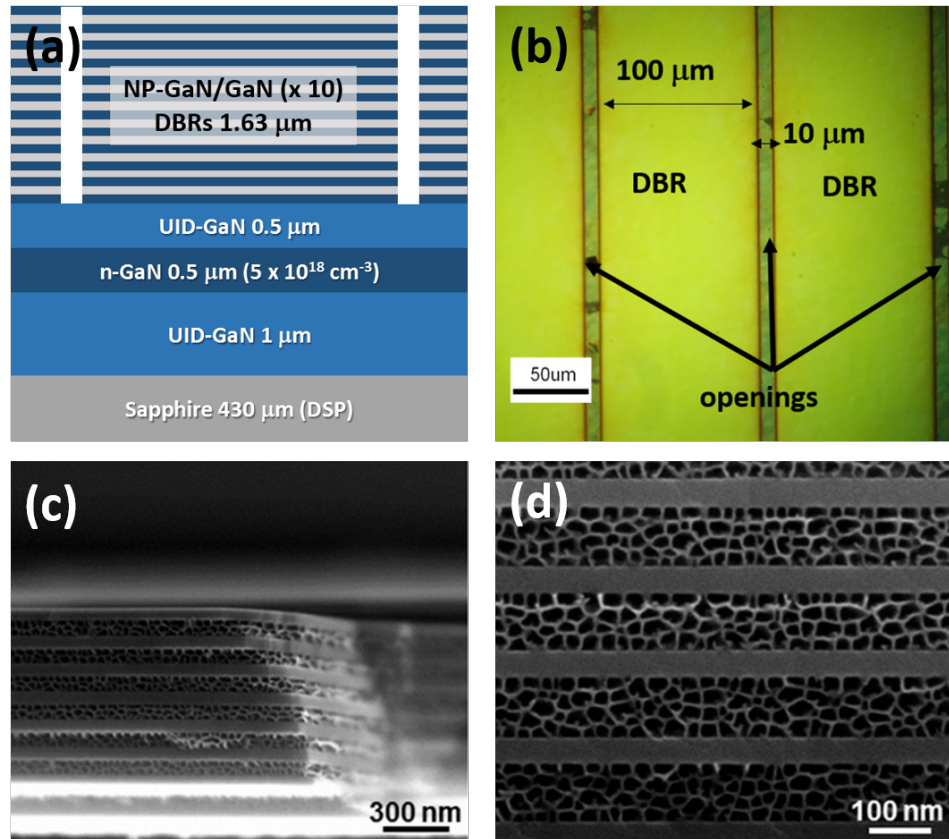 (a)
NP-GaN/GaN (x 10)
DBRs 1.63 μm
UID-GaN 0.5 μm
n-GaN 0.5 μm (5 x 10¹⁸ cm⁻³)
UID-GaN 1 μm
Sapphire 430 μm (DSP)
(b)
100 μm
10 μm
DBR
DBR
50um
openings
(c)
300 nm
(d)
100 nm